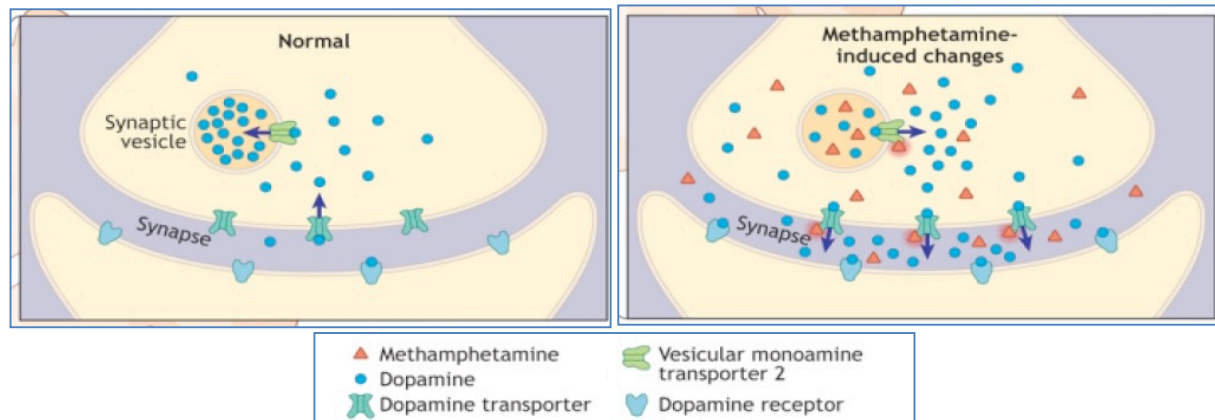 Normal
Synaptic
vesicle
Synapse
Methamphetamine-
induced changes
Synapse
Methamphetamine
Dopamine
Dopamine transporter
Vesicular monoamine
transporter 2
Dopamine receptor